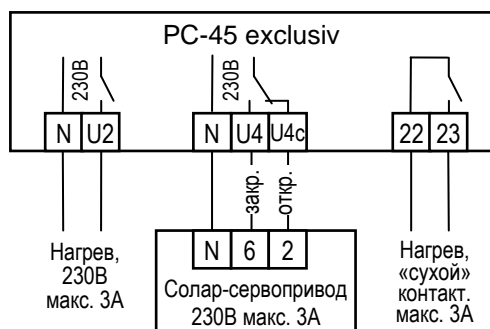 PC-45 exclusiv
230В
230В
N U2 N U4 U4c 22 23
закр.
откр.
N 6 2
Нагрев,
230В
макс. 3А
Солар-сервопривод
230В макс. 3А
Нагрев,
«сухой»
контакт.
макс. 3А